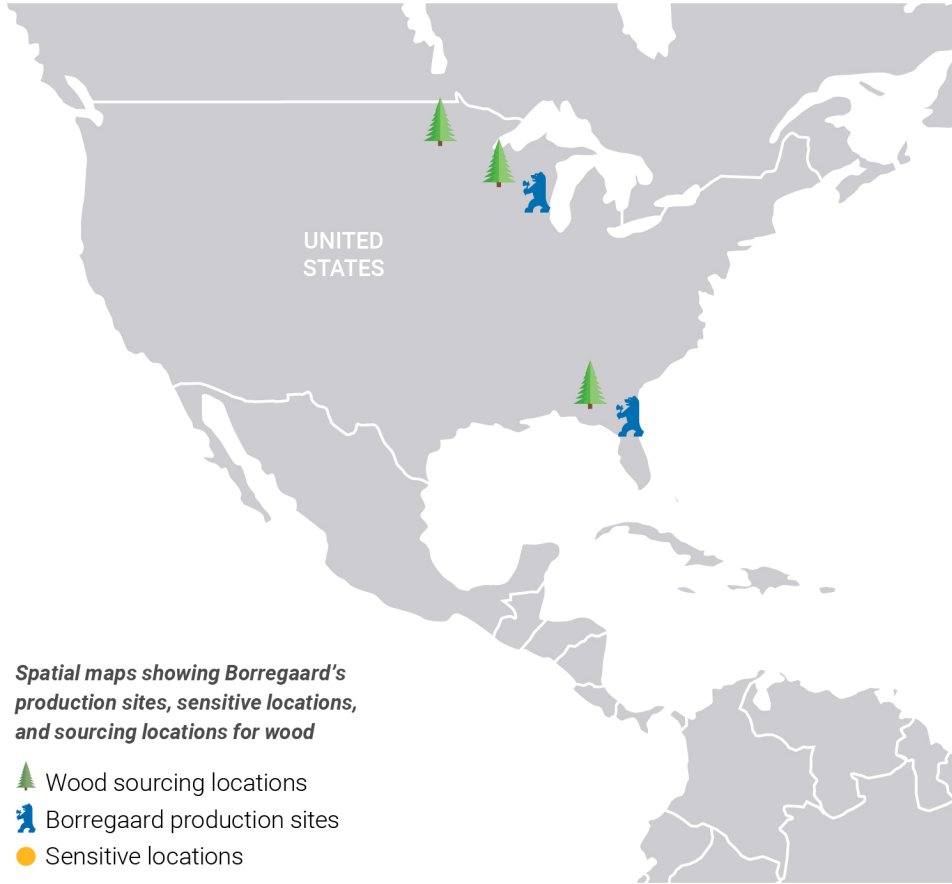 UNITED
STATES
Spatial maps showing Borregaard's
production sites, sensitive locations,
and sourcing locations for wood
Wood sourcing locations
Borregaard production sites
Sensitive locations